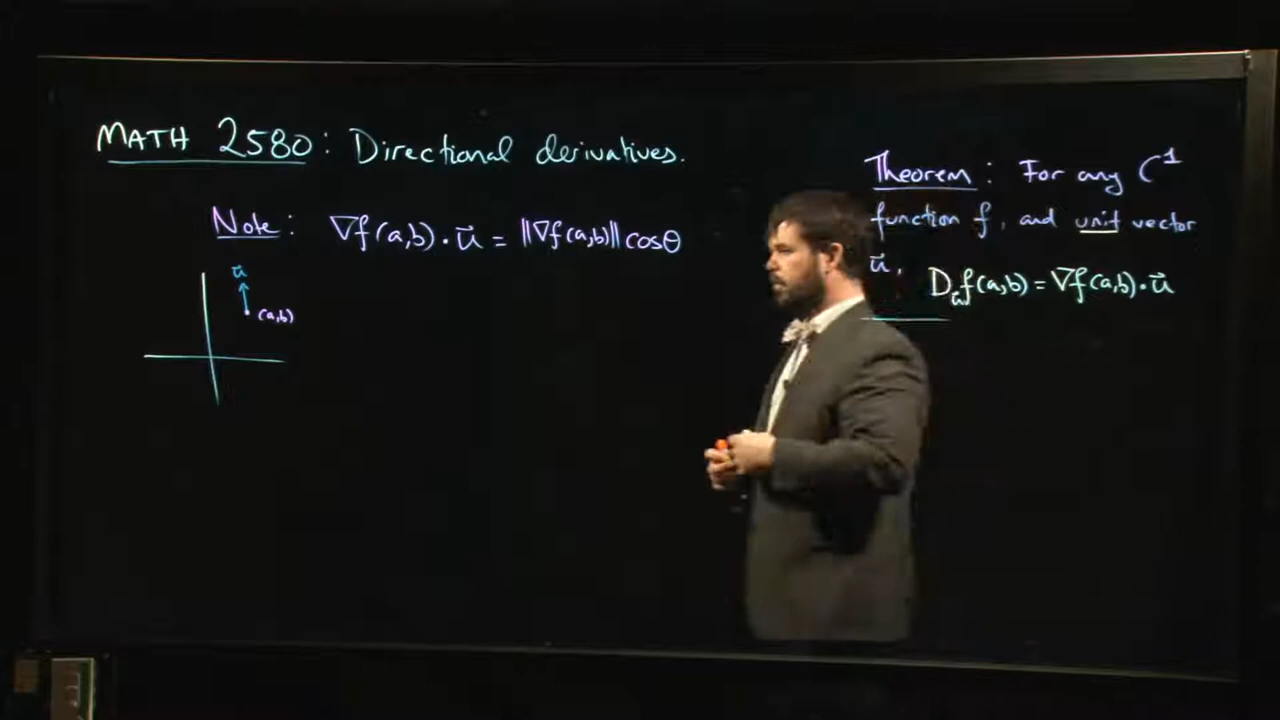 MATH 2580: Directional derivatives.
Note: ∇f(a,b)·u⃗ = ‖∇f(a,b)‖ cosθ
u⃗
(a,b)
Theorem: For any C¹
function f, and unit vector
u⃗,
D_u⃗ f(a,b) = ∇f(a,b)·u⃗